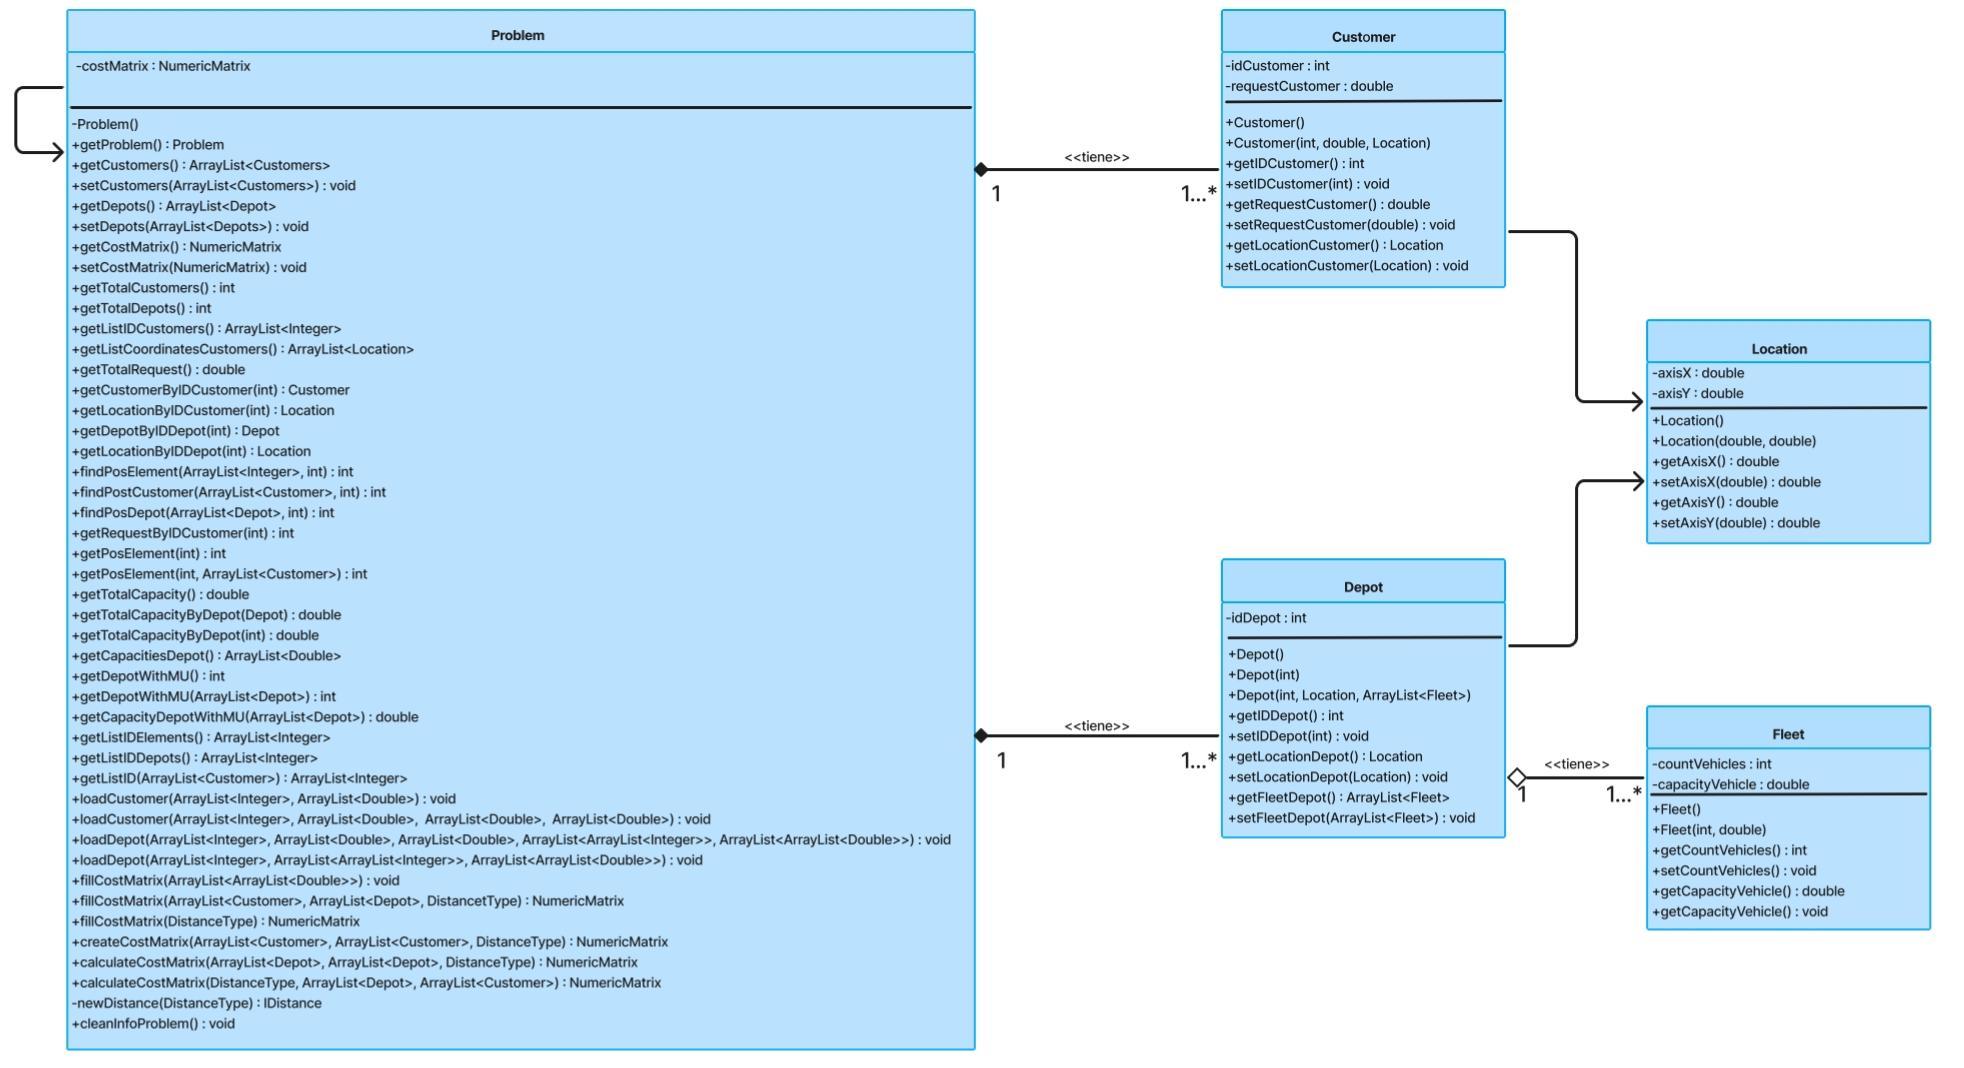 Problem
-costMatrix : NumericMatrix
-Problem()
+getProblem() : Problem
+getCustomers() : ArrayList<Customers>
+setCustomers(ArrayList<Customers>) : void
+getDepots() : ArrayList<Depot>
+setDepots(ArrayList<Depots>) : void
+getCostMatrix() : NumericMatrix
+setCostMatrix(NumericMatrix) : void
+getTotalCustomers() : int
+getTotalDepots() : int
+getListIDCustomers() : ArrayList<Integer>
+getListCoordinatesCustomers() : ArrayList<Location>
+getTotalRequest() : double
+getCustomerByIDCustomer(int) : Customer
+getLocationByIDCustomer(int) : Location
+getDepotByIDDepot(int) : Depot
+getLocationByIDDepot(int) : Location
+findPosElement(ArrayList<Integer>, int) : int
+findPostCustomer(ArrayList<Customer>, int) : int
+findPosDepot(ArrayList<Depot>, int) : int
+getRequestByIDCustomer(int) : int
+getPosElement(int) : int
+getPosElement(int, ArrayList<Customer>) : int
+getTotalCapacity() : double
+getTotalCapacityByDepot(Depot) : double
+getTotalCapacityByDepot(int) : double
+getCapacitiesDepot() : ArrayList<Double>
+getDepotWithMU() : int
+getDepotWithMU(ArrayList<Depot>) : int
+getCapacityDepotWithMU(ArrayList<Depot>) : double
+getListIDElements() : ArrayList<Integer>
+getListIDDepots() : ArrayList<Integer>
+getListID(ArrayList<Customer>) : ArrayList<Integer>
+loadCustomer(ArrayList<Integer>, ArrayList<Double>) : void
+loadCustomer(ArrayList<Integer>, ArrayList<Double>, ArrayList<Double>, ArrayList<Double>) : void
+loadDepot(ArrayList<Integer>, ArrayList<Double>, ArrayList<Double>, ArrayList<ArrayList<Integer>>, ArrayList<ArrayList<Double>>) : void
+loadDepot(ArrayList<Integer>, ArrayList<ArrayList<Integer>>, ArrayList<ArrayList<Double>>) : void
+fillCostMatrix(ArrayList<ArrayList<Double>>) : void
+fillCostMatrix(ArrayList<Customer>, ArrayList<Depot>, DistancetType) : NumericMatrix
+fillCostMatrix(DistanceType) : NumericMatrix
+createCostMatrix(ArrayList<Customer>, ArrayList<Customer>, DistanceType) : NumericMatrix
+calculateCostMatrix(ArrayList<Depot>, ArrayList<Depot>, DistanceType) : NumericMatrix
+calculateCostMatrix(DistanceType, ArrayList<Depot>, ArrayList<Customer>) : NumericMatrix
-newDistance(DistanceType) : IDistance
+cleanInfoProblem() : void
<<tiene>>
1
1...*
<<tiene>>
1
1...*
Customer
-idCustomer : int
-requestCustomer : double
+Customer()
+Customer(int, double, Location)
+getIDCustomer() : int
+setIDCustomer(int) : void
+getRequestCustomer() : double
+setRequestCustomer(double) : void
+getLocationCustomer() : Location
+setLocationCustomer(Location) : void
Depot
-idDepot : int
+Depot()
+Depot(int)
+Depot(int, Location, ArrayList<Fleet>)
+getIDDepot() : int
+setIDDepot(int) : void
+getLocationDepot() : Location
+setLocationDepot(Location) : void
+getFleetDepot() : ArrayList<Fleet>
+setFleetDepot(ArrayList<Fleet>) : void
<<tiene>>
1
1...*
Location
-axisX : double
-axisY : double
+Location()
+Location(double, double)
+getAxisX() : double
+setAxisX(double) : double
+getAxisY() : double
+setAxisY(double) : double
Fleet
-countVehicles : int
-capacityVehicle : double
+Fleet()
+Fleet(int, double)
+getCountVehicles() : int
+setCountVehicles() : void
+getCapacityVehicle() : double
+getCapacityVehicle() : void